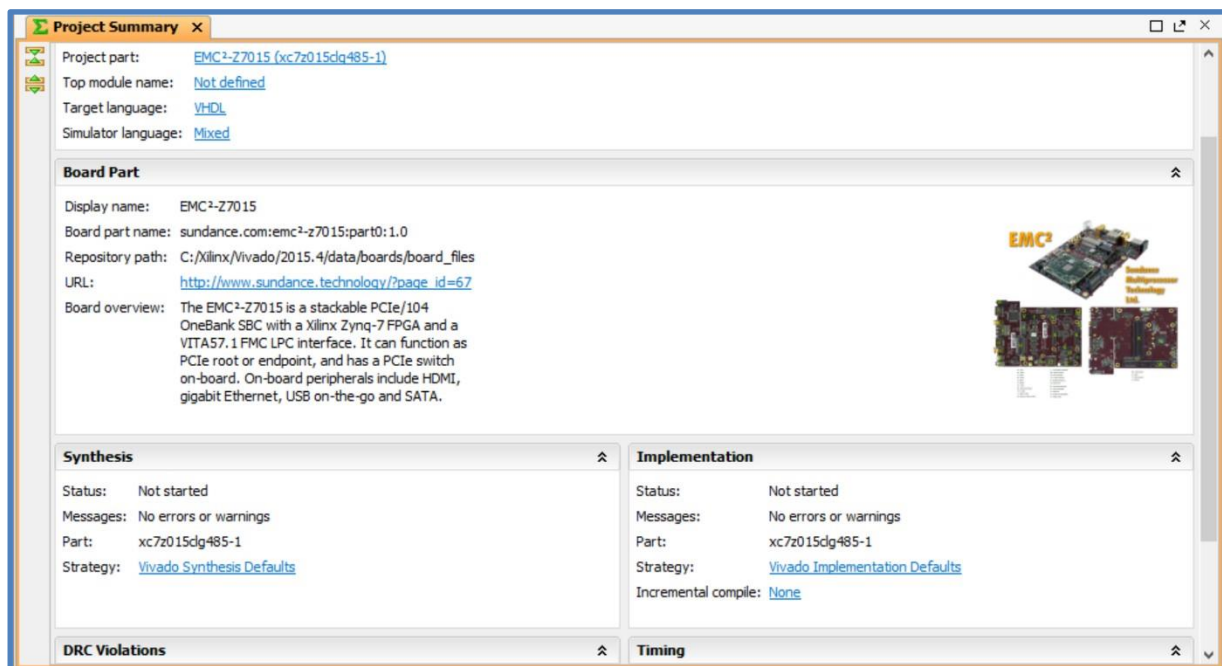 Project Summary
Project part: EMC²-Z7015 (xc7z015clg485-1)
Top module name: Not defined
Target language: VHDL
Simulator language: Mixed
Board Part
Display name: EMC²-Z7015
Board part name: sundance.com:emc²-z7015:part0:1.0
Repository path: C:/Xilinx/Vivado/2015.4/data/boards/board_files
URL: http://www.sundance.technology/?page_id=67
Board overview: The EMC²-Z7015 is a stackable PCIe/104
OneBank SBC with a Xilinx Zynq-7 FPGA and a
VITA57.1 FMC LPC interface. It can function as
PCIe root or endpoint, and has a PCIe switch
on-board. On-board peripherals include HDMI,
gigabit Ethernet, USB on-the-go and SATA.
EMC²
Sundance
Multiprocessor
Technology
Ltd.
Synthesis
Status: Not started
Messages: No errors or warnings
Part: xc7z015clg485-1
Strategy: Vivado Synthesis Defaults
Implementation
Status: Not started
Messages: No errors or warnings
Part: xc7z015clg485-1
Strategy: Vivado Implementation Defaults
Incremental compile: None
DRC Violations
Timing